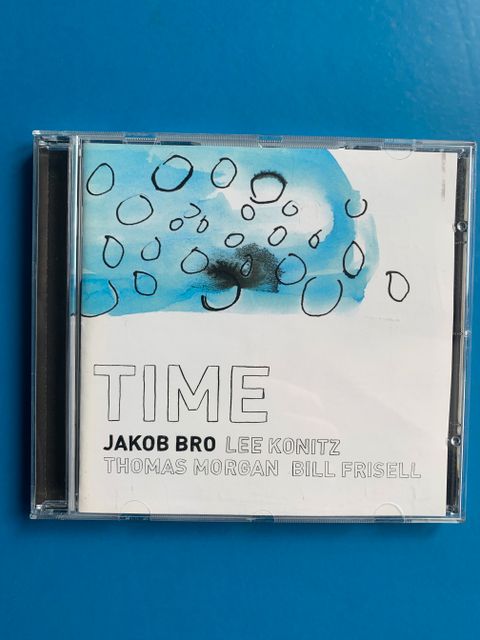 TIME
JAKOB BRO LEE KONITZ
THOMAS MORGAN BILL FRISELL